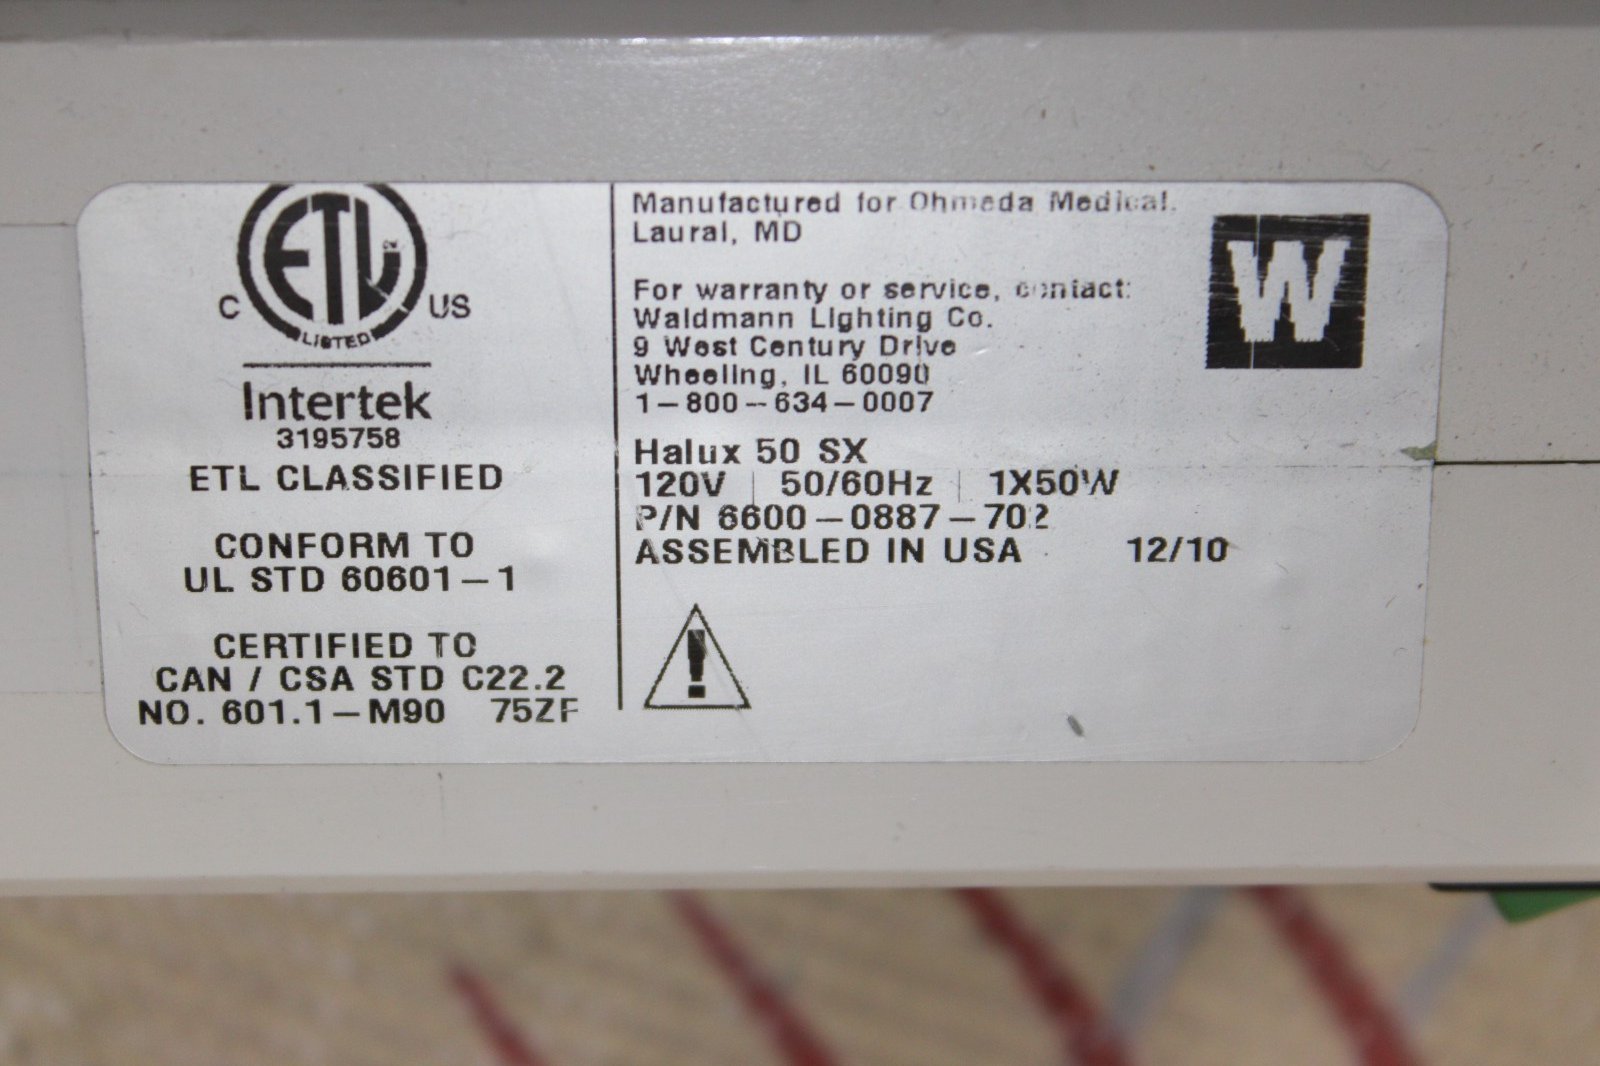 ETL
CM
C US
LISTED
Intertek
3195758
ETL CLASSIFIED
CONFORM TO
UL STD 60601-1
CERTIFIED TO
CAN / CSA STD C22.2
NO. 601.1-M90 75ZF
Manufactured for Ohmeda Medical.
Laural, MD
For warranty or service, contact:
Waldmann Lighting Co.
9 West Century Drive
Wheeling, IL 60090
1-800-634-0007
W
Halux 50 SX
120V | 50/60Hz | 1X50W
P/N 6600-0887-702
ASSEMBLED IN USA 12/10
!